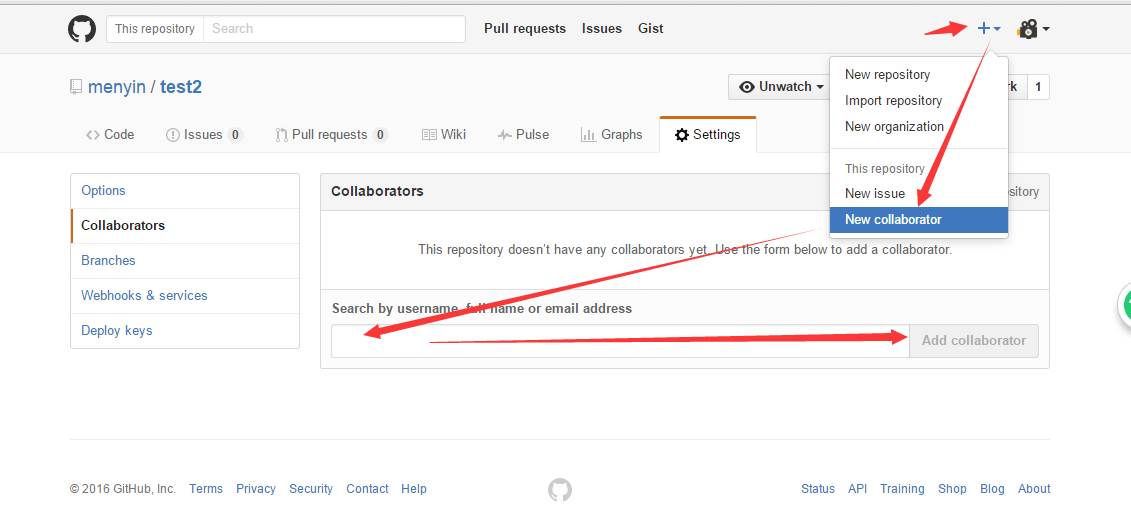 This repository Search Pull requests Issues Gist
menyin / test2 Unwatch rk 1
Code Issues 0 Pull requests 0 Wiki Pulse Graphs Settings
New repository
Import repository
New organization
This repository
New issue
New collaborator
Options
Collaborators
Branches
Webhooks & services
Deploy keys
Collaborators ository
This repository doesn't have any collaborators yet. Use the form below to add a collaborator.
Search by username, full name or email address
Add collaborator
© 2016 GitHub, Inc. Terms Privacy Security Contact Help Status API Training Shop Blog About